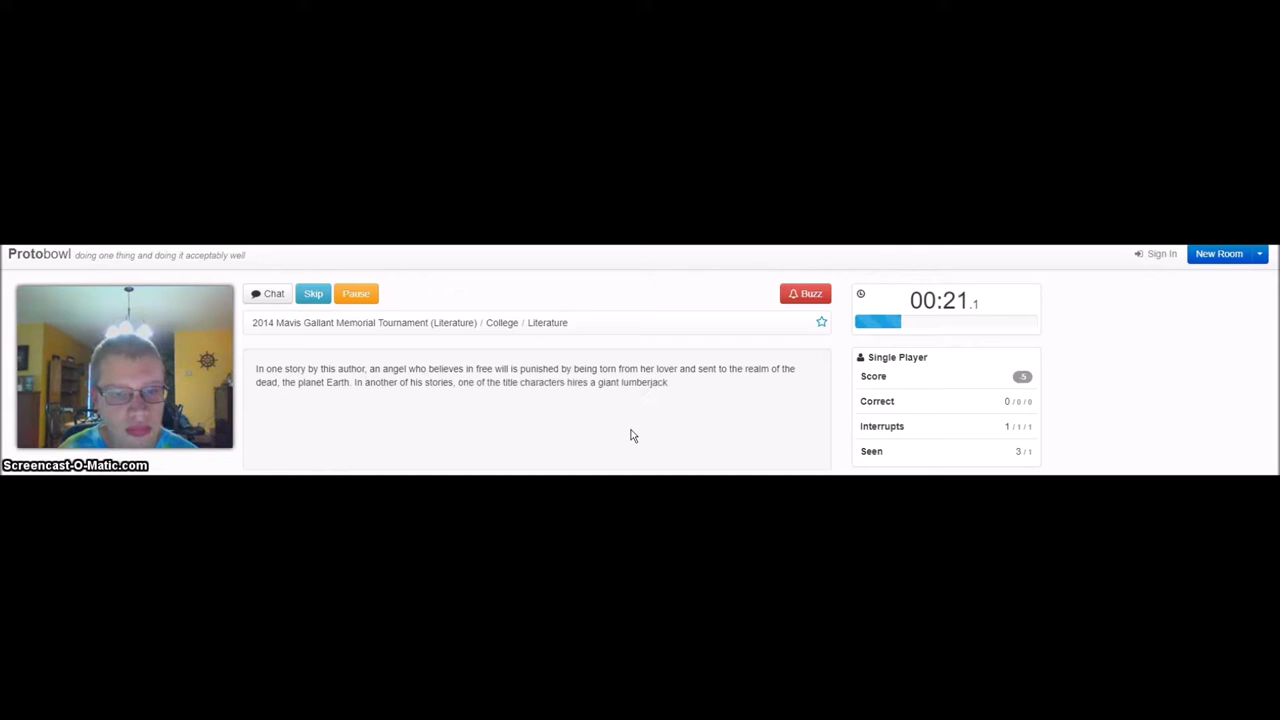 Protobowl doing one thing and doing it acceptably well
Sign In
New Room
Chat
Skip
Pause
Buzz
00:21.1
2014 Mavis Gallant Memorial Tournament (Literature) / College / Literature
In one story by this author, an angel who believes in free will is punished by being torn from her lover and sent to the realm of the
dead, the planet Earth. In another of his stories, one of the title characters hires a giant lumberjack
Single Player
Score -5
Correct 0 / 0 / 0
Interrupts 1 / 1 / 1
Seen 3 / 1
Screencast-O-Matic.com